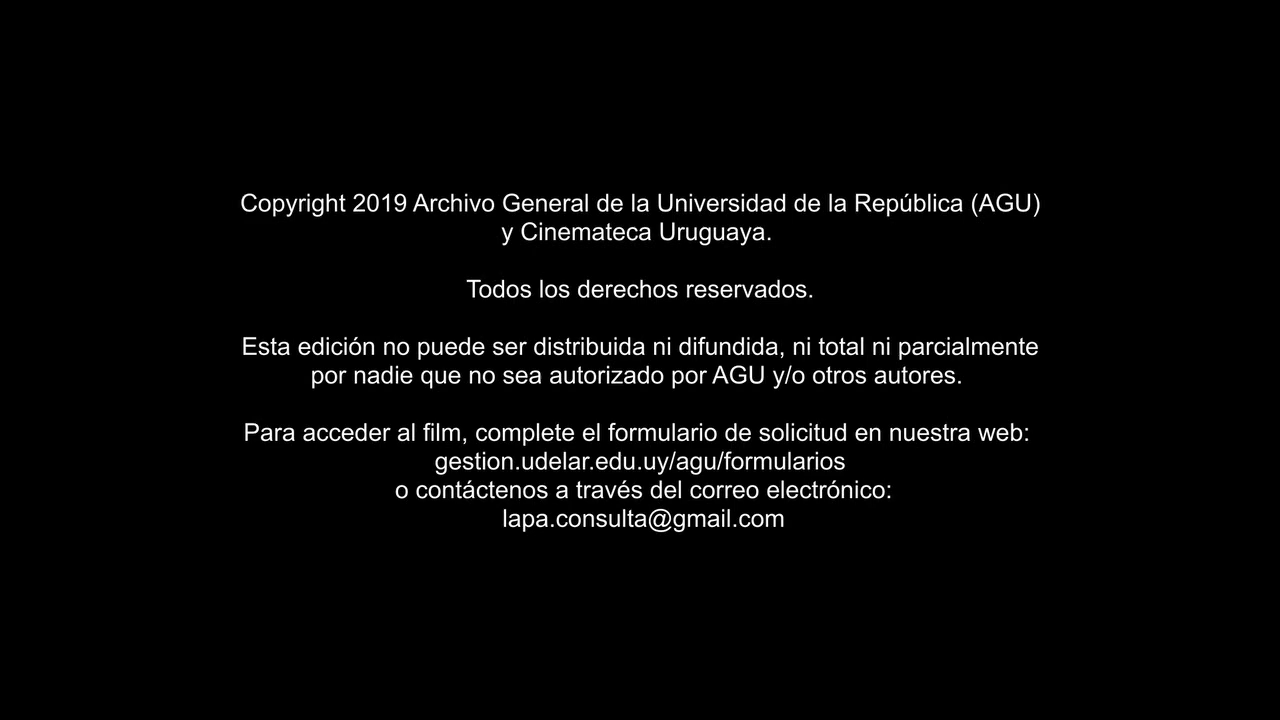 Copyright 2019 Archivo General de la Universidad de la República (AGU)
y Cinemateca Uruguaya.
Todos los derechos reservados.
Esta edición no puede ser distribuida ni difundida, ni total ni parcialmente
por nadie que no sea autorizado por AGU y/o otros autores.
Para acceder al film, complete el formulario de solicitud en nuestra web:
gestion.udelar.edu.uy/agu/formularios
o contáctenos a través del correo electrónico:
lapa.consulta@gmail.com